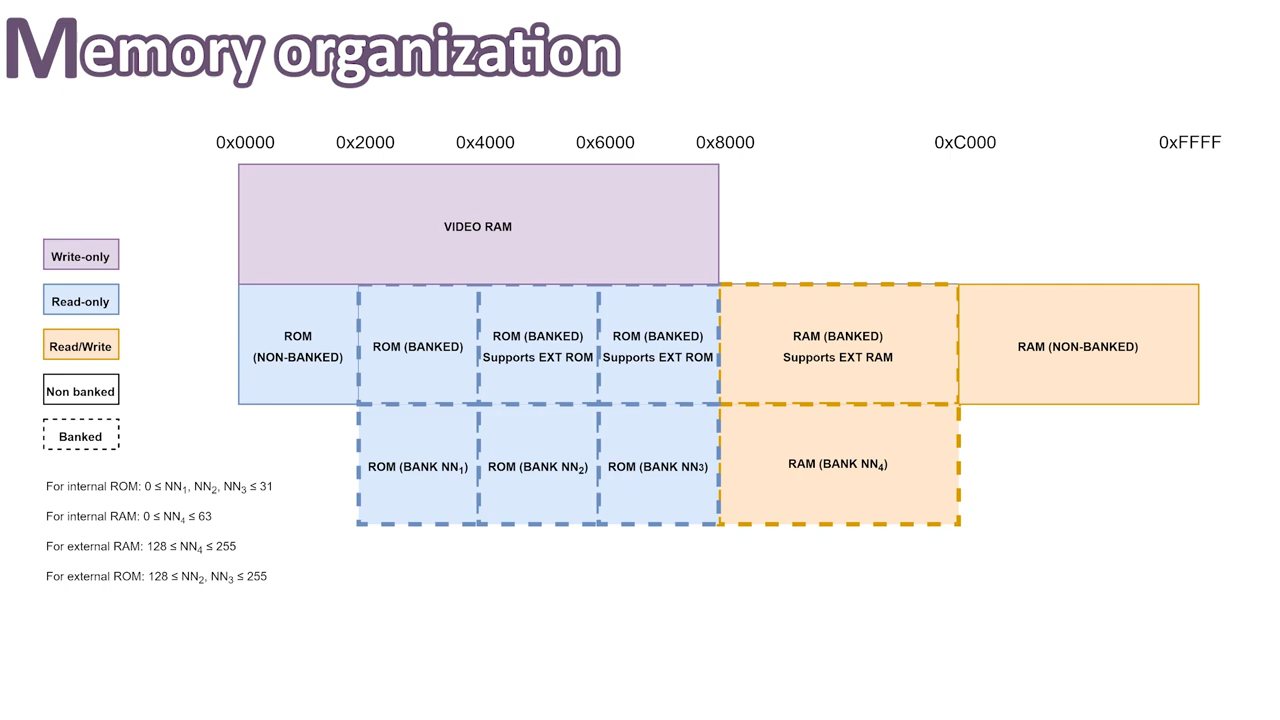 Memory organization
0x0000 0x2000 0x4000 0x6000 0x8000 0xC000 0xFFFF
VIDEO RAM
Write-only
Read-only
Read/Write
Non banked
Banked
ROM
(NON-BANKED)
ROM (BANKED)
ROM (BANKED)
Supports EXT ROM
ROM (BANKED)
Supports EXT ROM
RAM (BANKED)
Supports EXT RAM
RAM (NON-BANKED)
ROM (BANK NN₁)
ROM (BANK NN₂)
ROM (BANK NN₃)
RAM (BANK NN₄)
For internal ROM: 0 ≤ NN₁, NN₂, NN₃ ≤ 31
For internal RAM: 0 ≤ NN₄ ≤ 63
For external RAM: 128 ≤ NN₄ ≤ 255
For external ROM: 128 ≤ NN₂, NN₃ ≤ 255